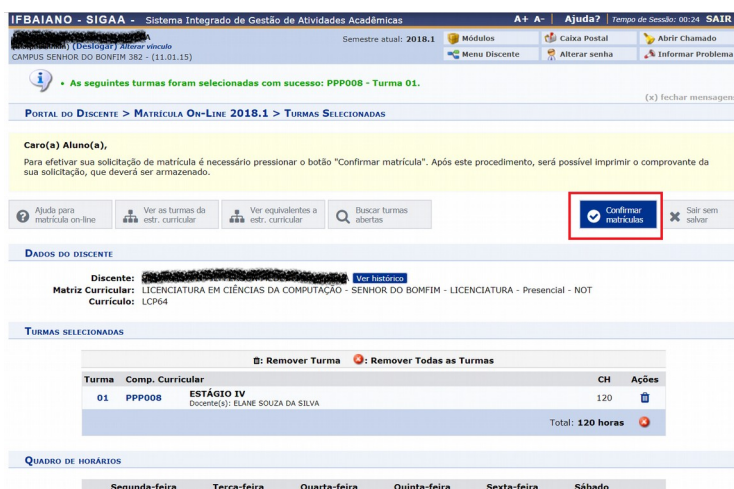 IFBAIANO - SIGAA - Sistema Integrado de Gestão de Atividades Acadêmicas A+ A- Ajuda? Tempo de Sessão: 00:24 SAIR
(Deslogar) Alterar vínculo
CAMPUS SENHOR DO BONFIM 382 - (11.01.15)
Semestre atual: 2018.1
Módulos Caixa Postal Abrir Chamado
Menu Discente Alterar senha Informar Problema
• As seguintes turmas foram selecionadas com sucesso: PPP008 - Turma 01.
(x) fechar mensagens
PORTAL DO DISCENTE > MATRÍCULA ON-LINE 2018.1 > TURMAS SELECIONADAS
Caro(a) Aluno(a),
Para efetivar sua solicitação de matrícula é necessário pressionar o botão "Confirmar matrícula". Após este procedimento, será possível imprimir o comprovante da
sua solicitação, que deverá ser armazenado.
Ajuda para matrícula on-line
Ver as turmas da estr. curricular
Ver equivalentes a estr. curricular
Buscar turmas abertas
Confirmar matrículas
Sair sem salvar
DADOS DO DISCENTE
Discente: Ver histórico
Matriz Curricular: LICENCIATURA EM CIÊNCIAS DA COMPUTAÇÃO - SENHOR DO BOMFIM - LICENCIATURA - Presencial - NOT
Currículo: LCP64
TURMAS SELECIONADAS
: Remover Turma : Remover Todas as Turmas
Turma Comp. Curricular CH Ações
01 PPP008 ESTÁGIO IV 120
Docente(s): ELANE SOUZA DA SILVA
Total: 120 horas
QUADRO DE HORÁRIOS
Segunda-feira Terça-feira Quarta-feira Quinta-feira Sexta-feira Sábado